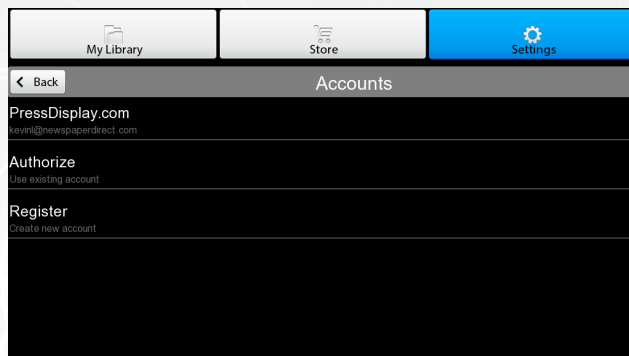 My Library
Store
Settings
Back
Accounts
PressDisplay.com
kevinl@newspaperdirect.com
Authorize
Use existing account
Register
Create new account